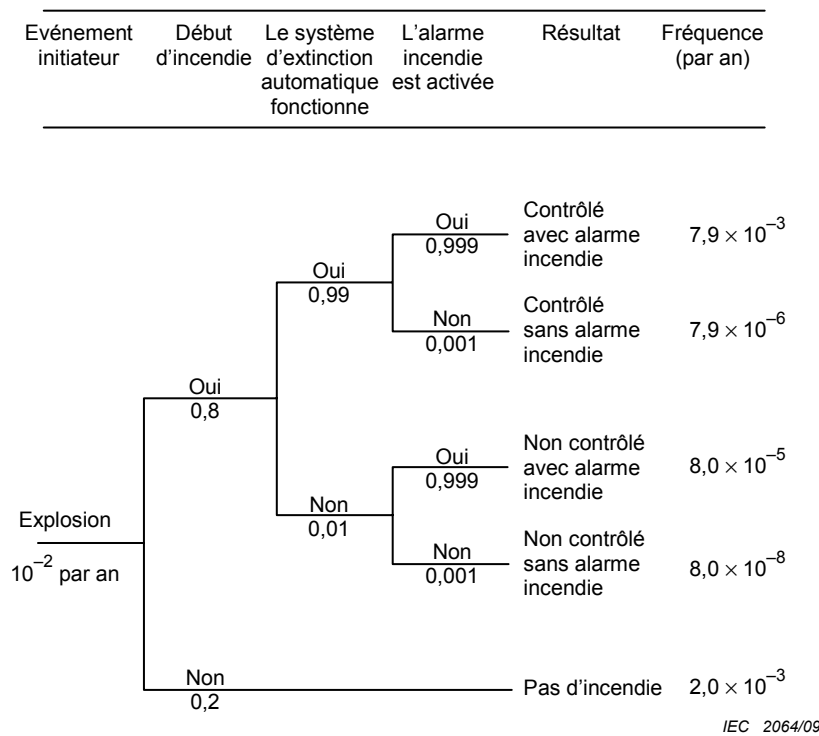 Evénement initiateur
Début d'incendie
Le système d'extinction automatique fonctionne
L'alarme incendie est activée
Résultat
Fréquence (par an)
Oui
0,999
Contrôlé
avec alarme
incendie
7,9 × 10⁻³
Oui
0,99
Non
0,001
Contrôlé
sans alarme
incendie
7,9 × 10⁻⁶
Oui
0,8
Oui
0,999
Non contrôlé
avec alarme
incendie
8,0 × 10⁻⁵
Non
0,01
Explosion
10⁻² par an
Non
0,001
Non contrôlé
sans alarme
incendie
8,0 × 10⁻⁸
Non
0,2
Pas d'incendie
2,0 × 10⁻³
IEC 2064/09